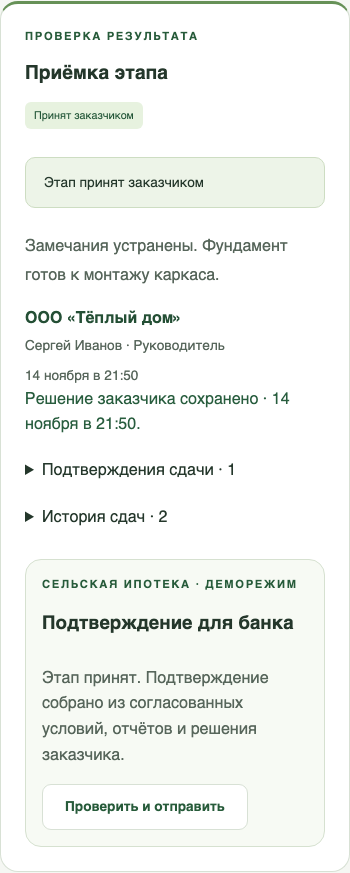 ПРОВЕРКА РЕЗУЛЬТАТА
Приёмка этапа
Принят заказчиком
Этап принят заказчиком
Замечания устранены. Фундамент
готов к монтажу каркаса.
ООО «Тёплый дом»
Сергей Иванов · Руководитель
14 ноября в 21:50
Решение заказчика сохранено · 14
ноября в 21:50.
Подтверждения сдачи · 1
История сдач · 2
СЕЛЬСКАЯ ИПОТЕКА · ДЕМОРЕЖИМ
Подтверждение для банка
Этап принят. Подтверждение
собрано из согласованных
условий, отчётов и решения
заказчика.
Проверить и отправить